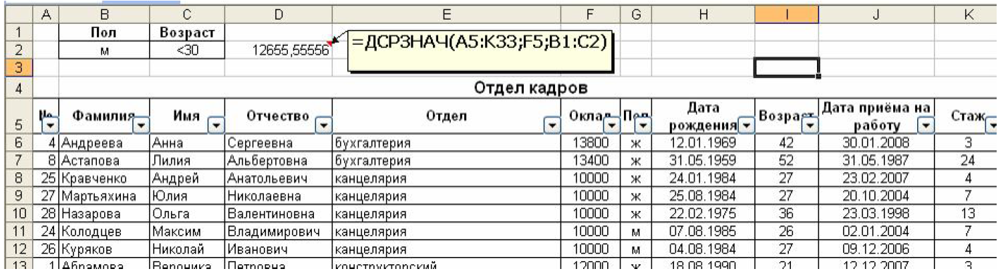 A B C D E F G H I J K
1 Пол Возраст
2 м <30 12655,55556 =ДСРЗНАЧ(A5:K33;F5;B1:C2)
3
4 Отдел кадров
5 № Фамилия Имя Отчество Отдел Оклад Пол Дата рождения Возраст Дата приёма на работу Стаж
6 4 Андреева Анна Сергеевна бухгалтерия 13800 ж 12.01.1969 42 30.01.2008 3
7 8 Астапова Лилия Альбертовна бухгалтерия 13400 ж 31.05.1959 52 31.05.1987 24
8 25 Кравченко Андрей Анатольевич канцелярия 10000 ж 24.01.1984 27 23.02.2007 4
9 27 Мартьяхина Юлия Николаевна канцелярия 10000 ж 25.08.1984 27 20.10.2004 7
10 28 Назарова Ольга Валентиновна канцелярия 10000 ж 22.02.1975 36 23.03.1998 13
11 24 Колодцев Максим Владимирович канцелярия 10000 м 07.08.1985 26 02.01.2004 7
12 26 Куряков Николай Иванович канцелярия 10000 м 04.08.1984 27 09.12.2006 4
13 1 Абрамова Вероника Петровна конструкторский 12000 ж 18.08.1990 21 12.12.2007 3